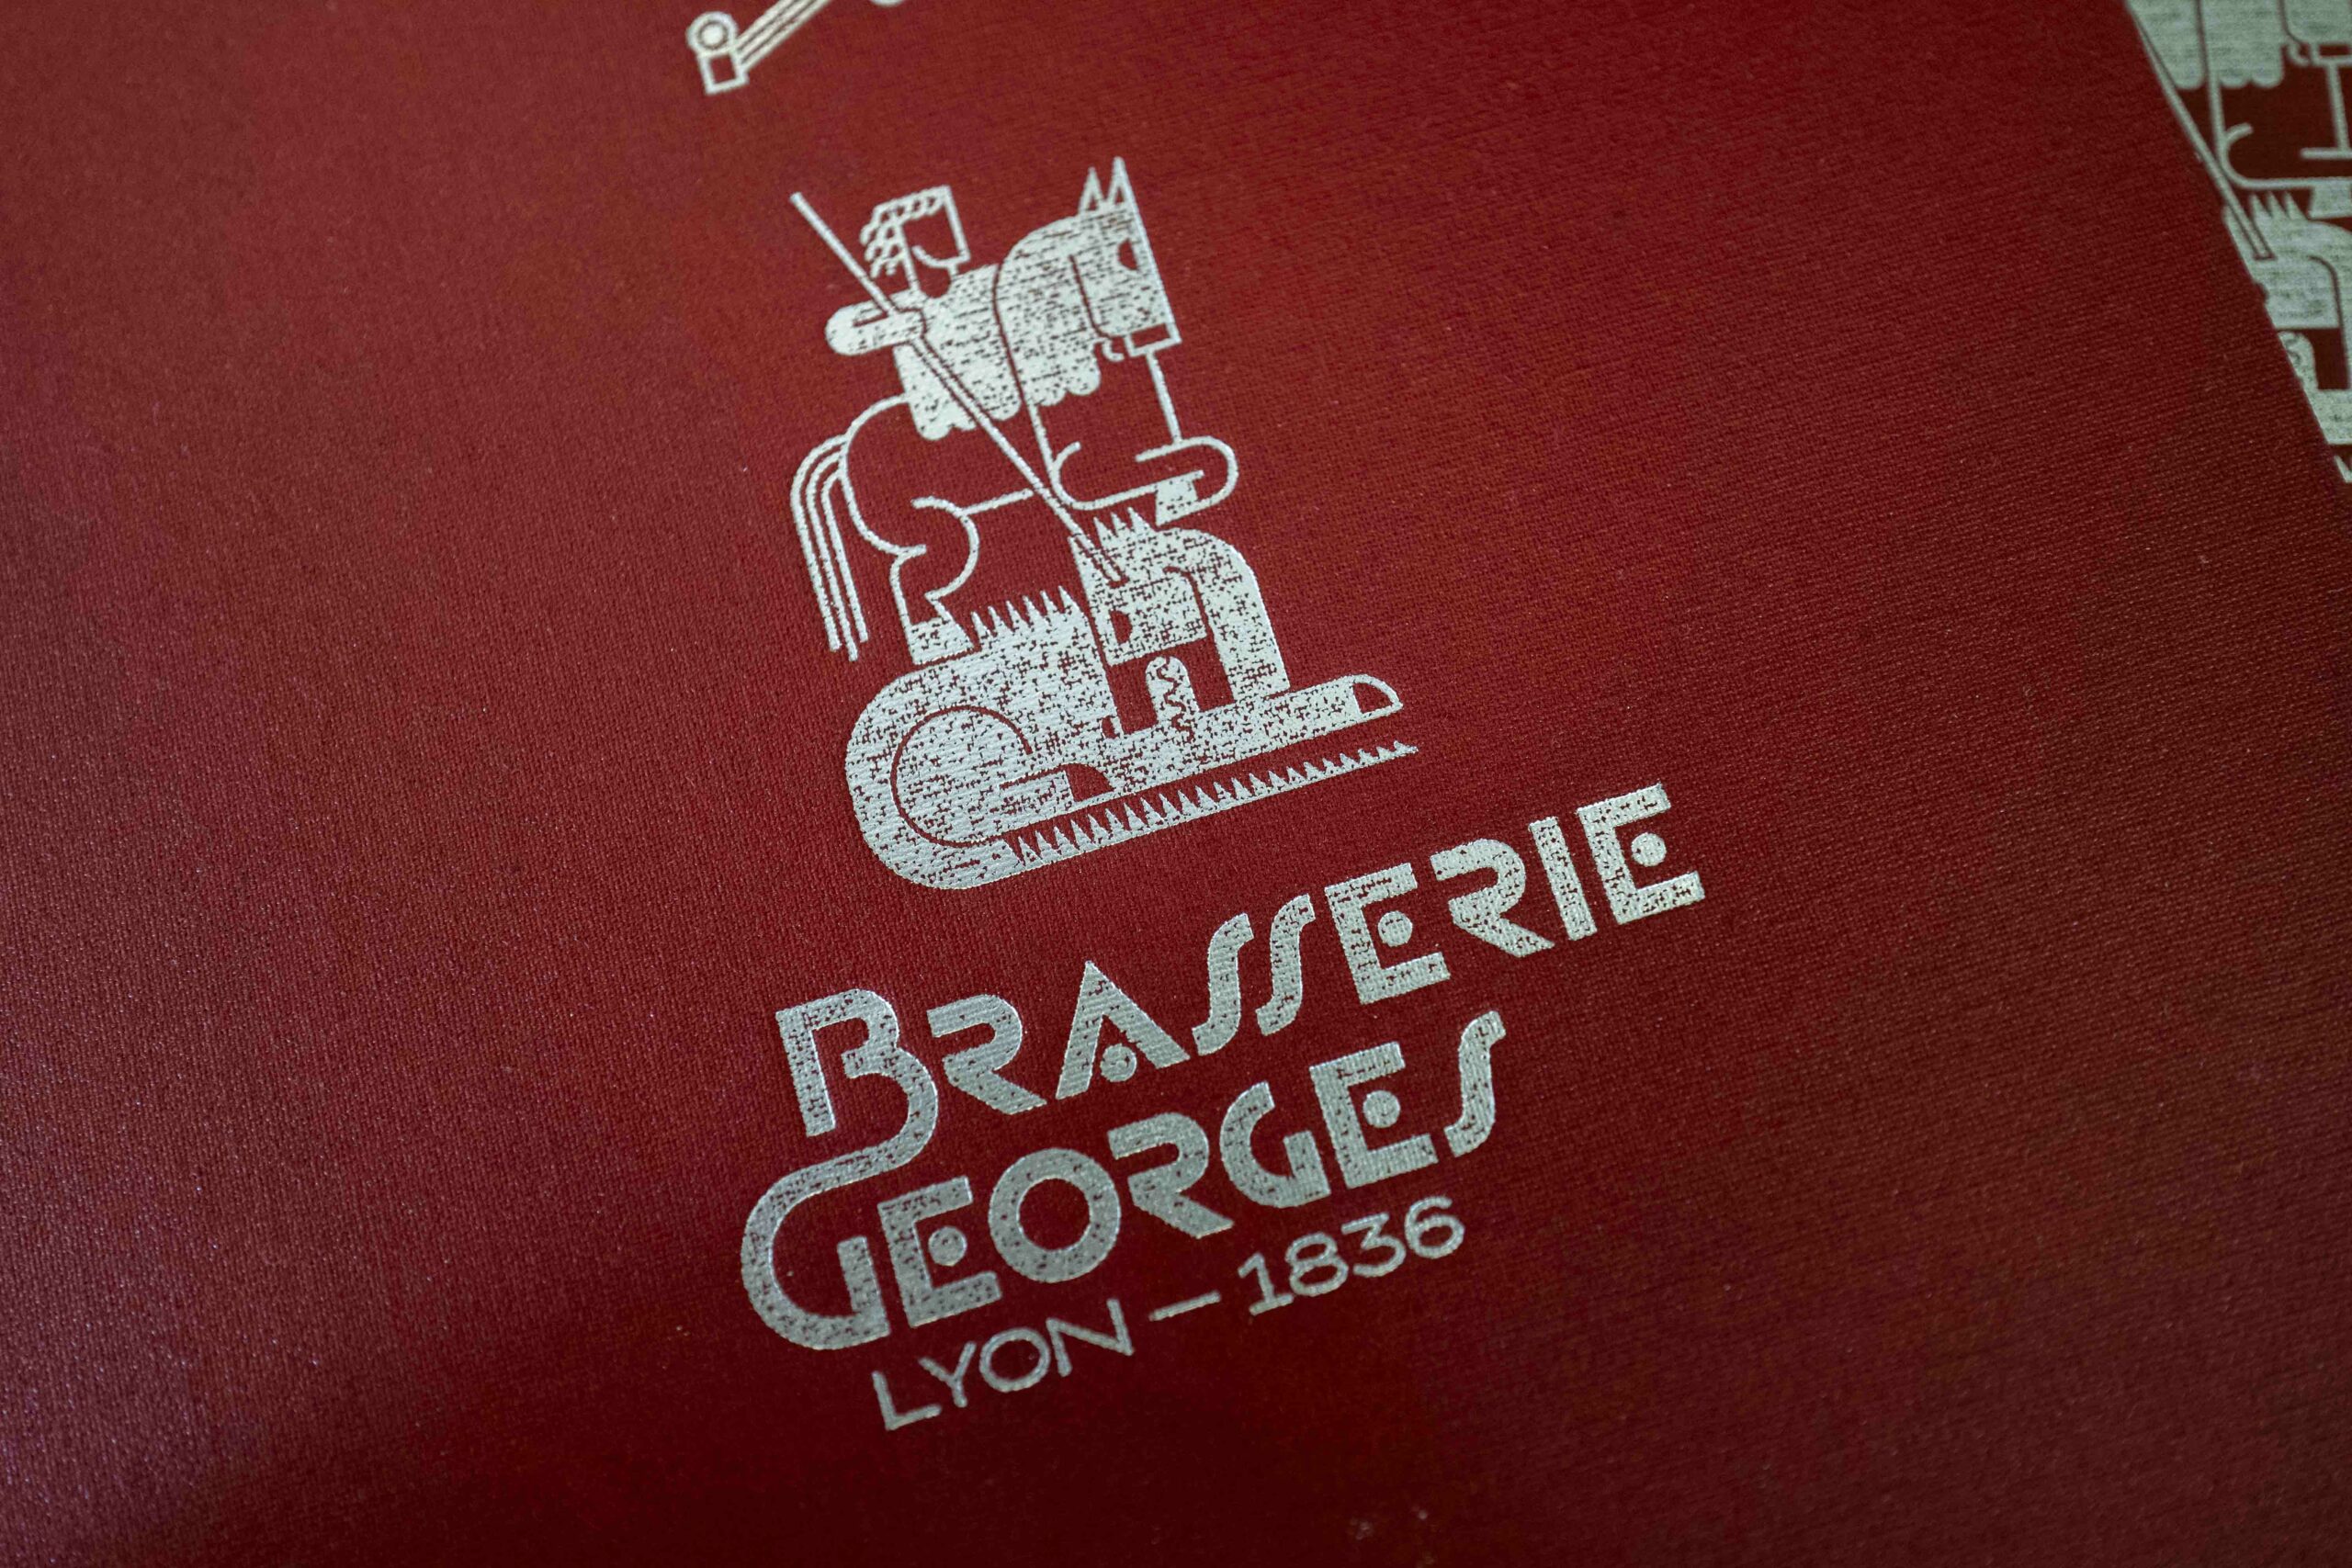 BRASSERIE
GEORGES
LYON — 1836